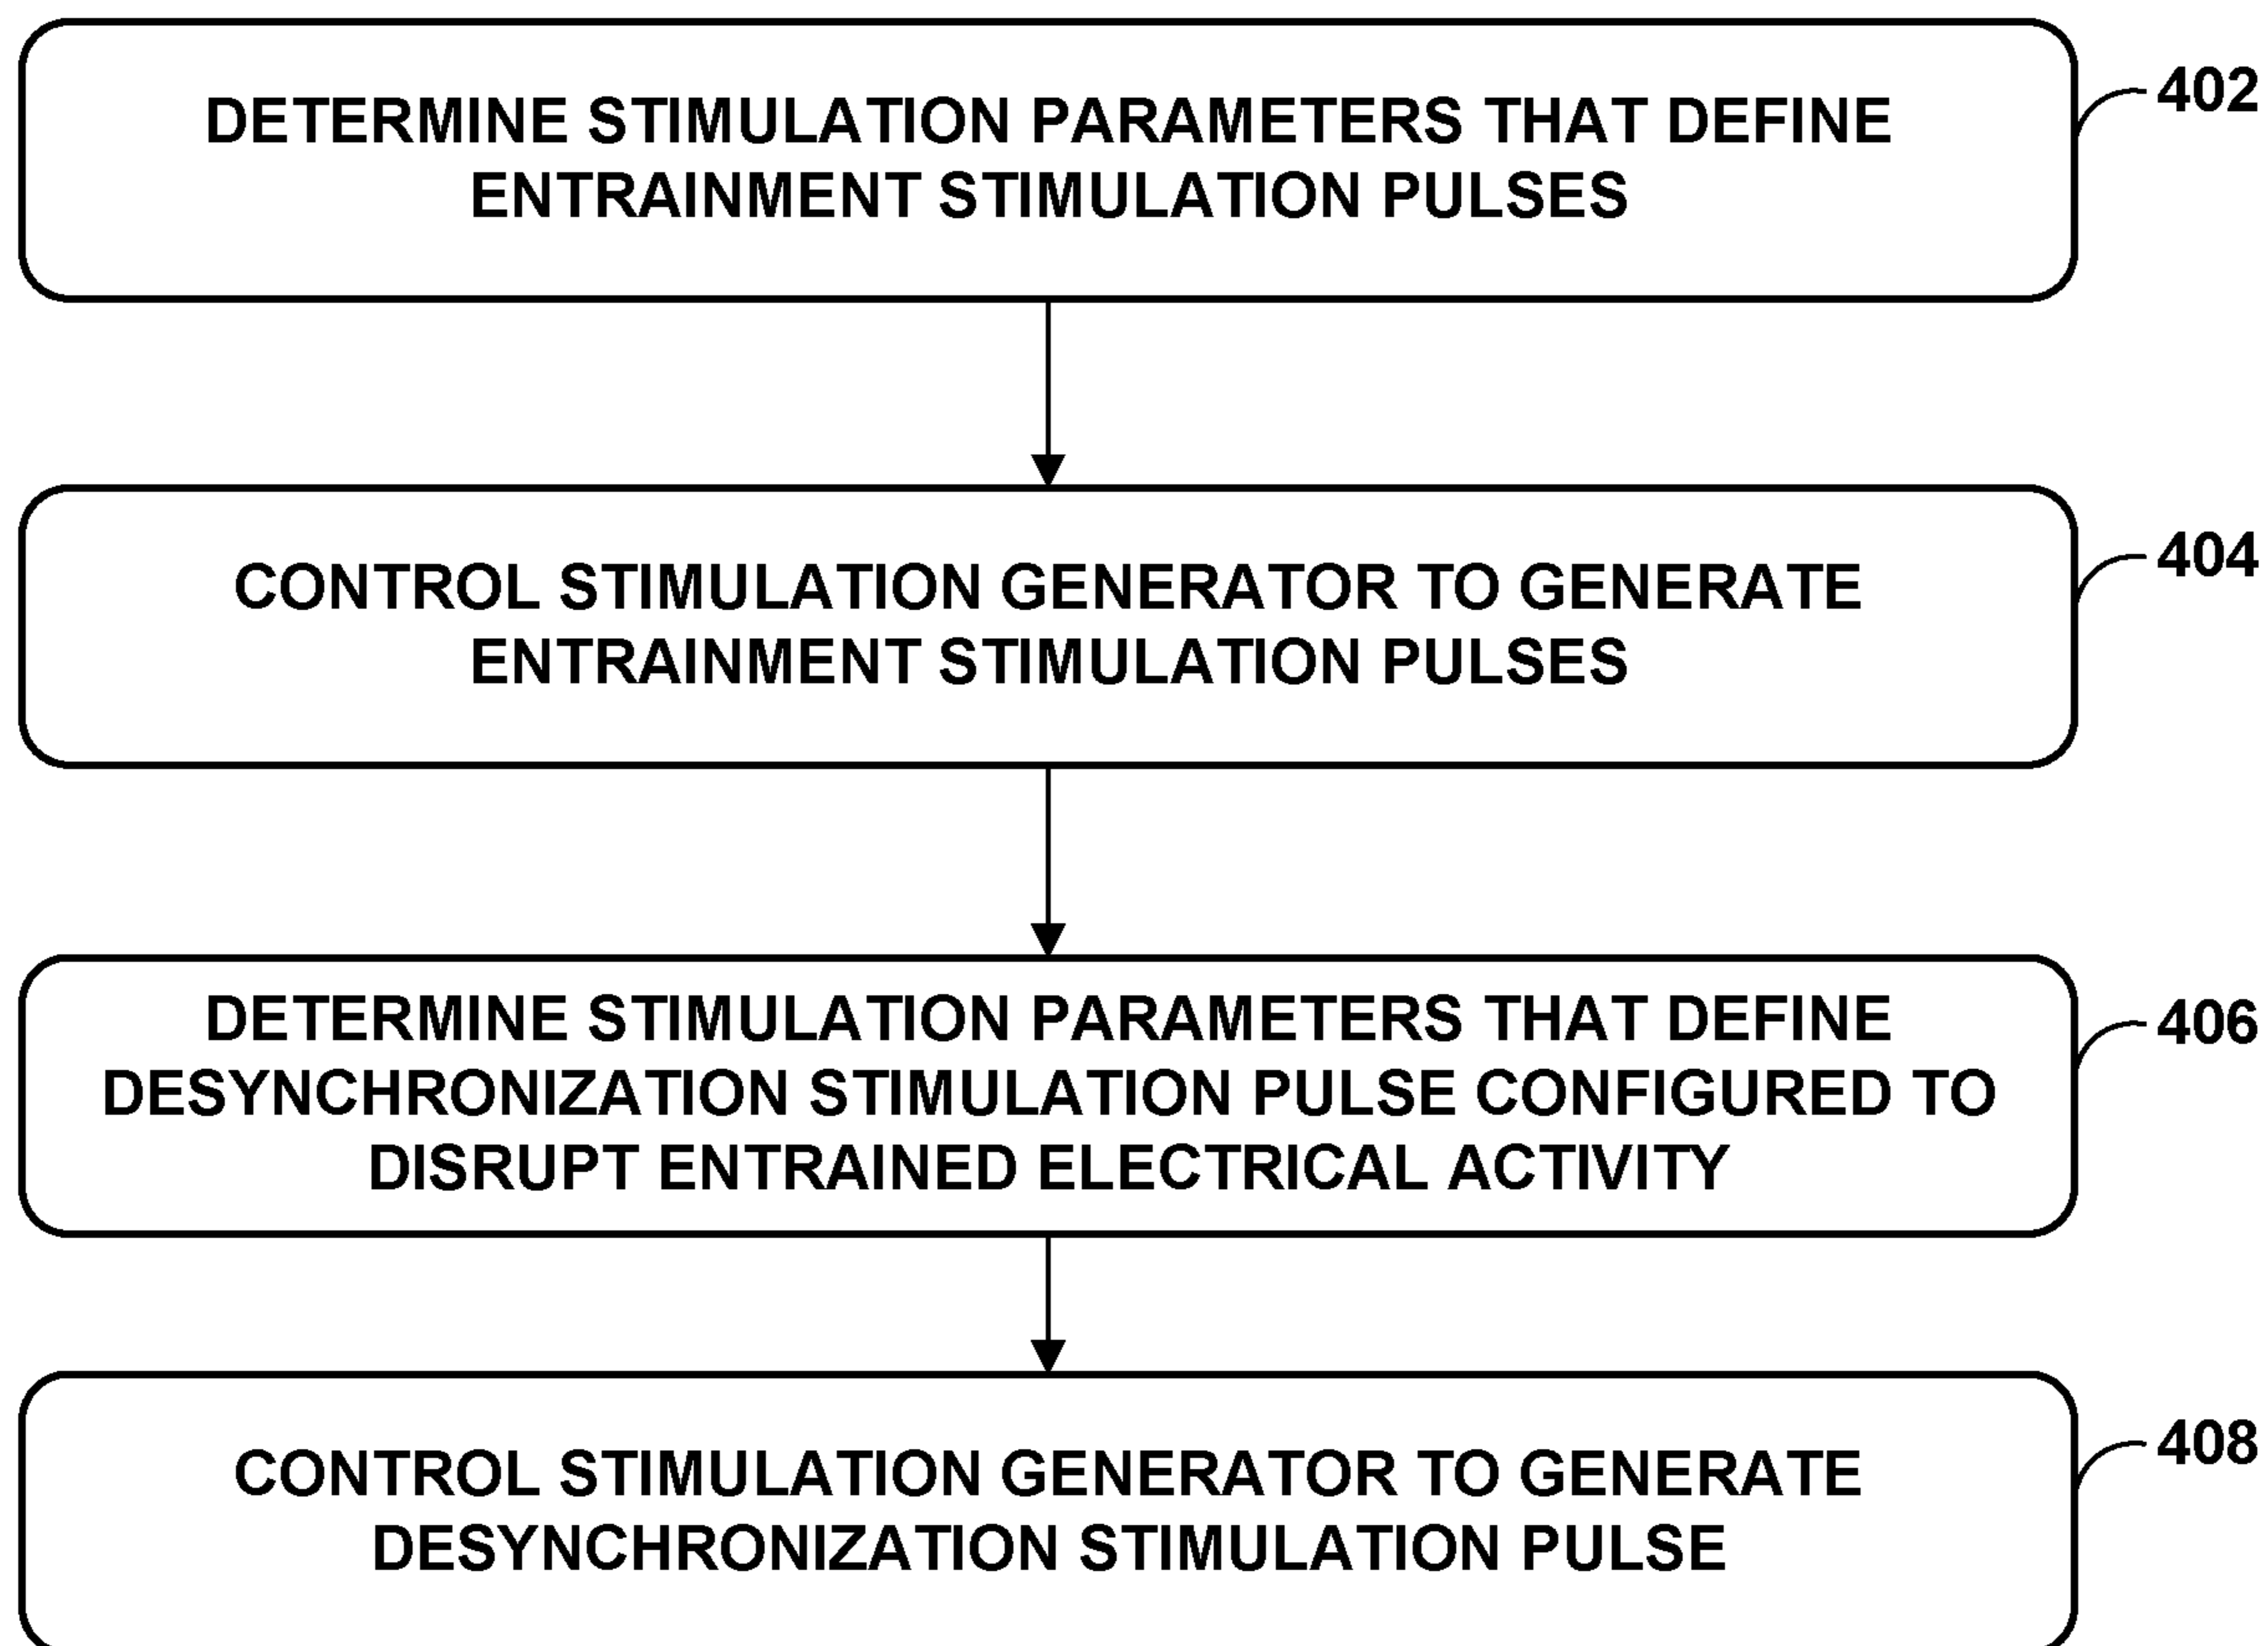 DETERMINE STIMULATION PARAMETERS THAT DEFINE
ENTRAINMENT STIMULATION PULSES
402
CONTROL STIMULATION GENERATOR TO GENERATE
ENTRAINMENT STIMULATION PULSES
404
DETERMINE STIMULATION PARAMETERS THAT DEFINE
DESYNCHRONIZATION STIMULATION PULSE CONFIGURED TO
DISRUPT ENTRAINED ELECTRICAL ACTIVITY
406
CONTROL STIMULATION GENERATOR TO GENERATE
DESYNCHRONIZATION STIMULATION PULSE
408